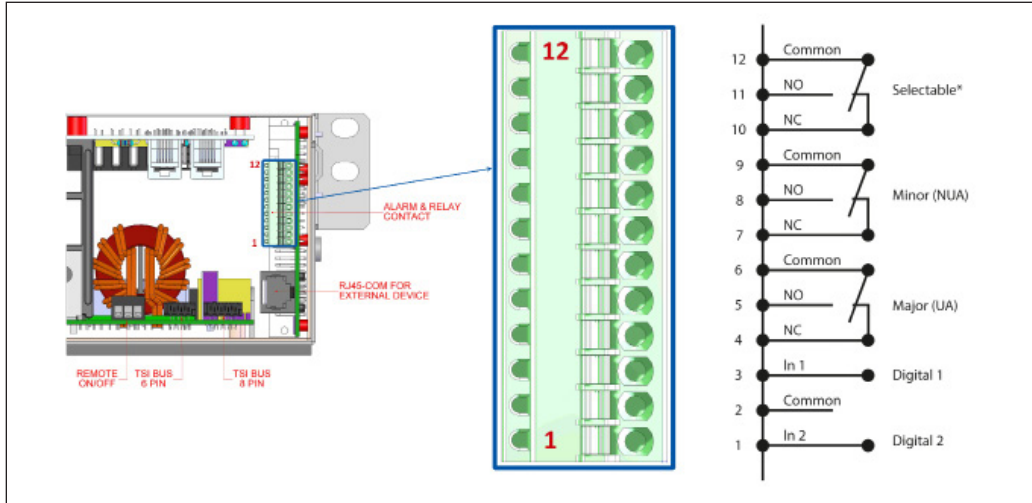 12
ALARM & RELAY
CONTACT
1
RJ45-COM FOR
EXTERNAL DEVICE
REMOTE
ON/OFF
TSI BUS
6 PIN
TSI BUS
8 PIN
12
1
12 Common
11 NO Selectable*
10 NC
9 Common
8 NO Minor (NUA)
7 NC
6 Common
5 NO Major (UA)
4 NC
3 In 1 Digital 1
2 Common
1 In 2 Digital 2